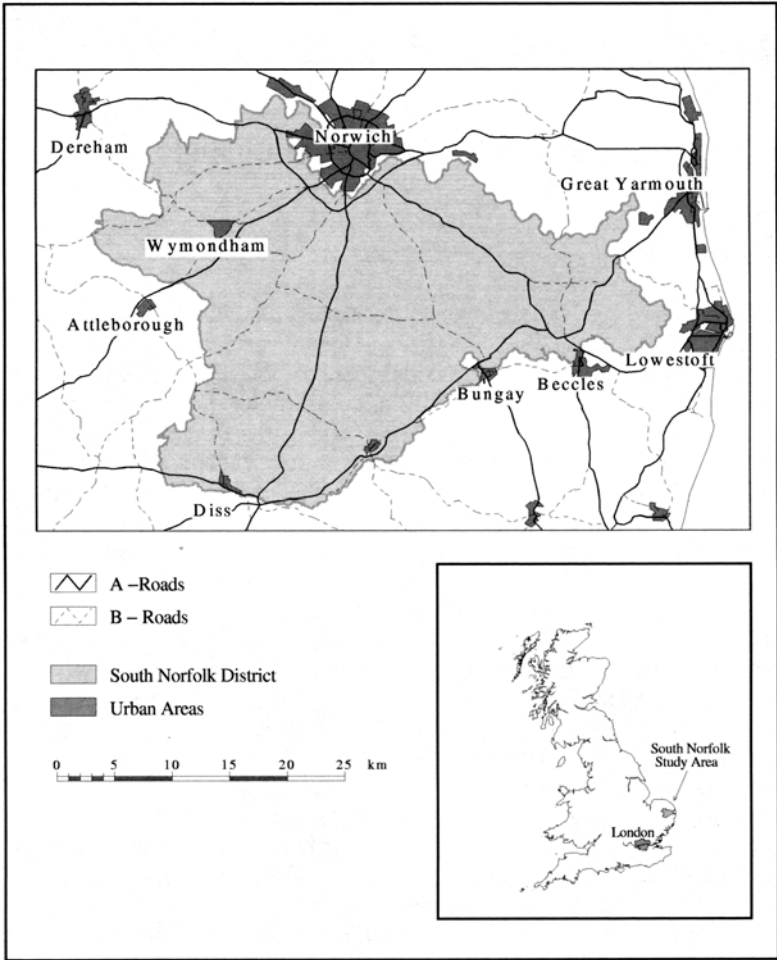 Norwich
Dereham
Great Yarmouth
Wymondham
Attleborough
Lowestoft
Bungay
Beccles
Diss
A –Roads
B – Roads
South Norfolk District
Urban Areas
0 5 10 15 20 25 km
South Norfolk
Study Area
London